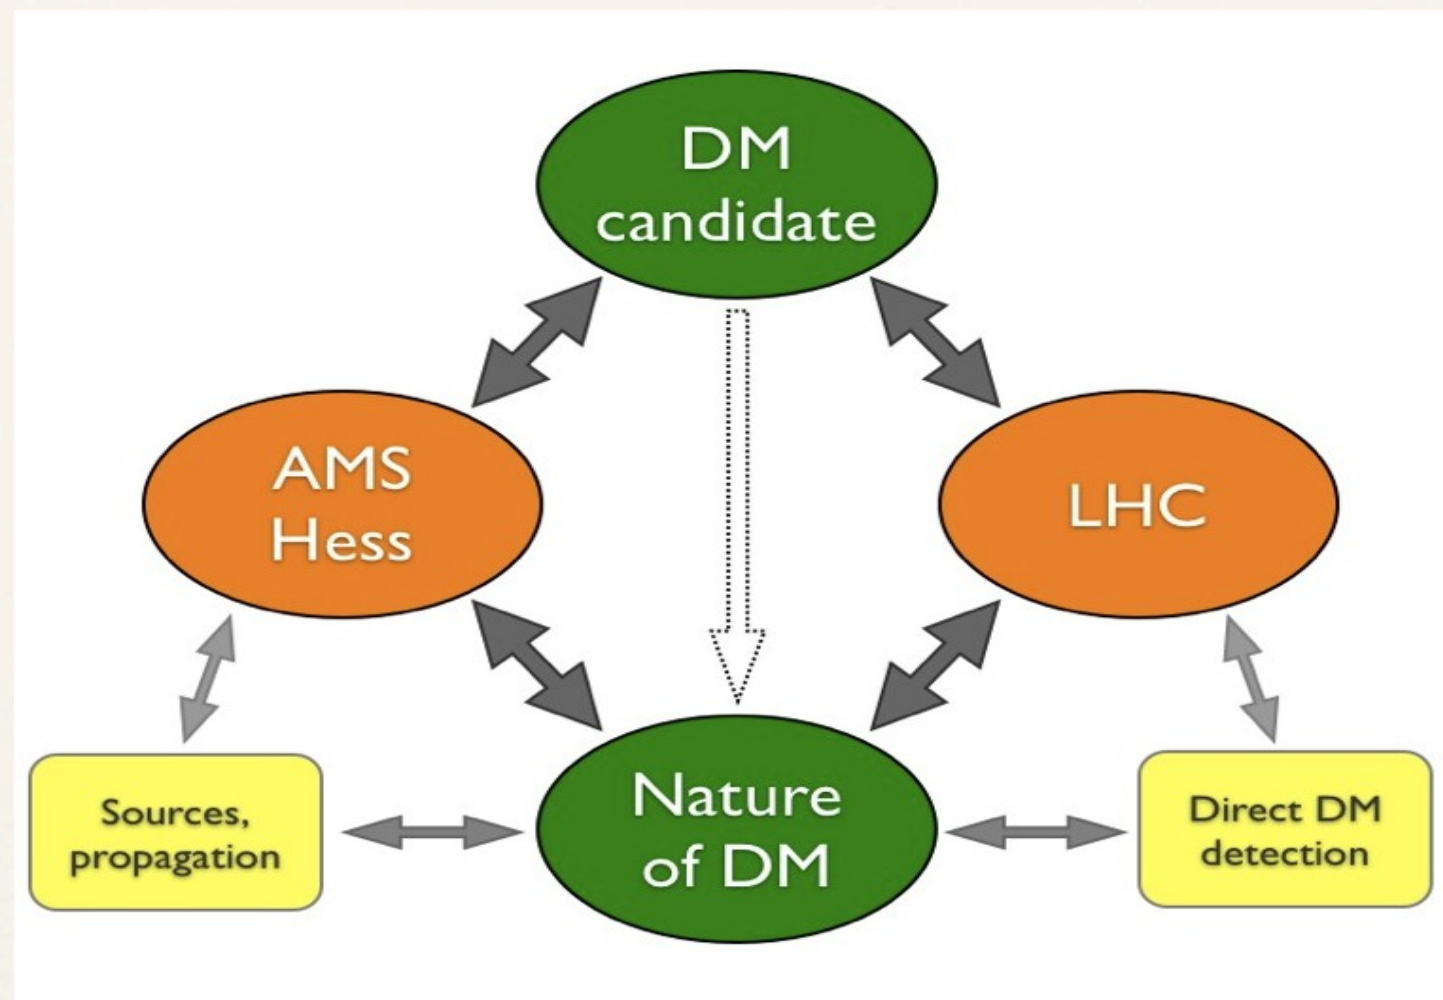 DM
candidate
AMS
Hess
LHC
Sources,
propagation
Nature
of DM
Direct DM
detection